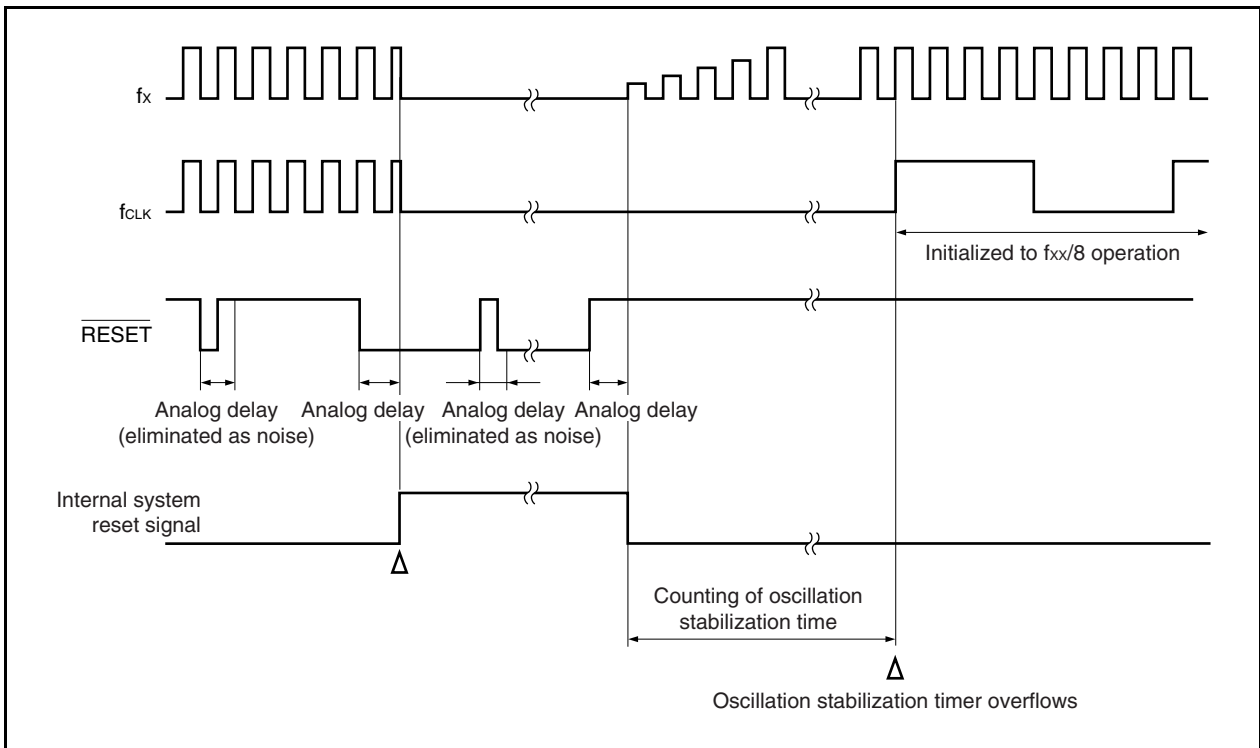 fX
fCLK
Initialized to fXX/8 operation
RESET
Analog delay
(eliminated as noise)
Analog delay
Analog delay
(eliminated as noise)
Analog delay
Internal system
reset signal
Counting of oscillation
stabilization time
Oscillation stabilization timer overflows